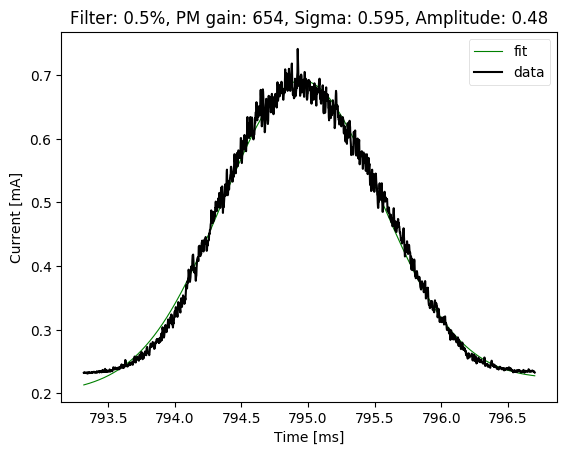 Filter: 0.5%, PM gain: 654, Sigma: 0.595, Amplitude: 0.48
fit
data
0.7
0.6
0.5
0.4
0.3
0.2
Current [mA]
793.5 794.0 794.5 795.0 795.5 796.0 796.5
Time [ms]